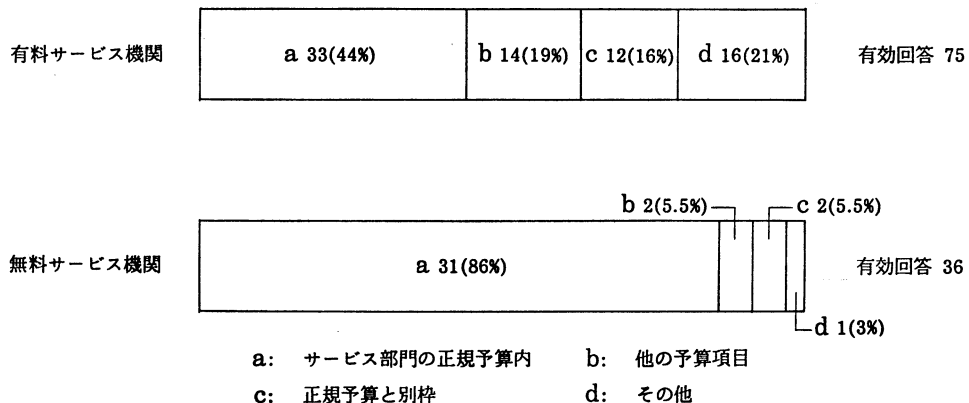 有料サービス機関 a 33(44%) b 14(19%) c 12(16%) d 16(21%) 有効回答 75
b 2(5.5%) c 2(5.5%)
無料サービス機関 a 31(86%) 有効回答 36
d 1(3%)
a: サービス部門の正規予算内 b: 他の予算項目
c: 正規予算と別枠 d: その他